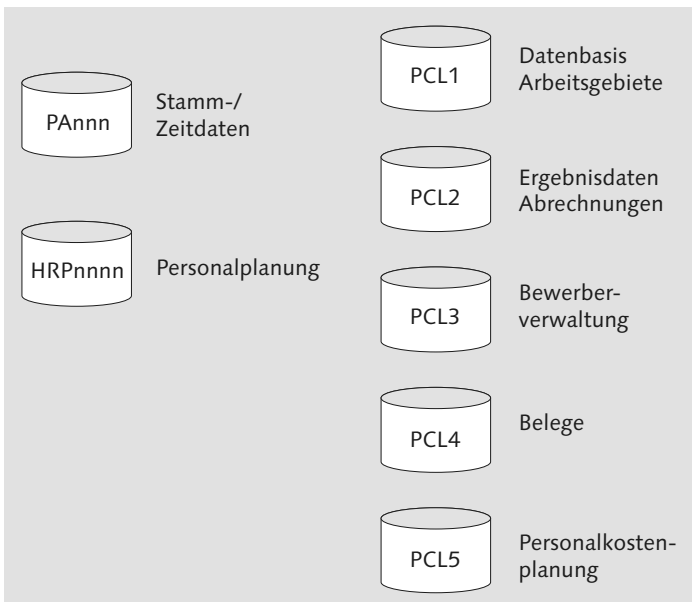 PAnnn
Stamm-/
Zeitdaten
HRPnnnn
Personalplanung
PCL1
Datenbasis
Arbeitsgebiete
PCL2
Ergebnisdaten
Abrechnungen
PCL3
Bewerber-
verwaltung
PCL4
Belege
PCL5
Personalkosten-
planung